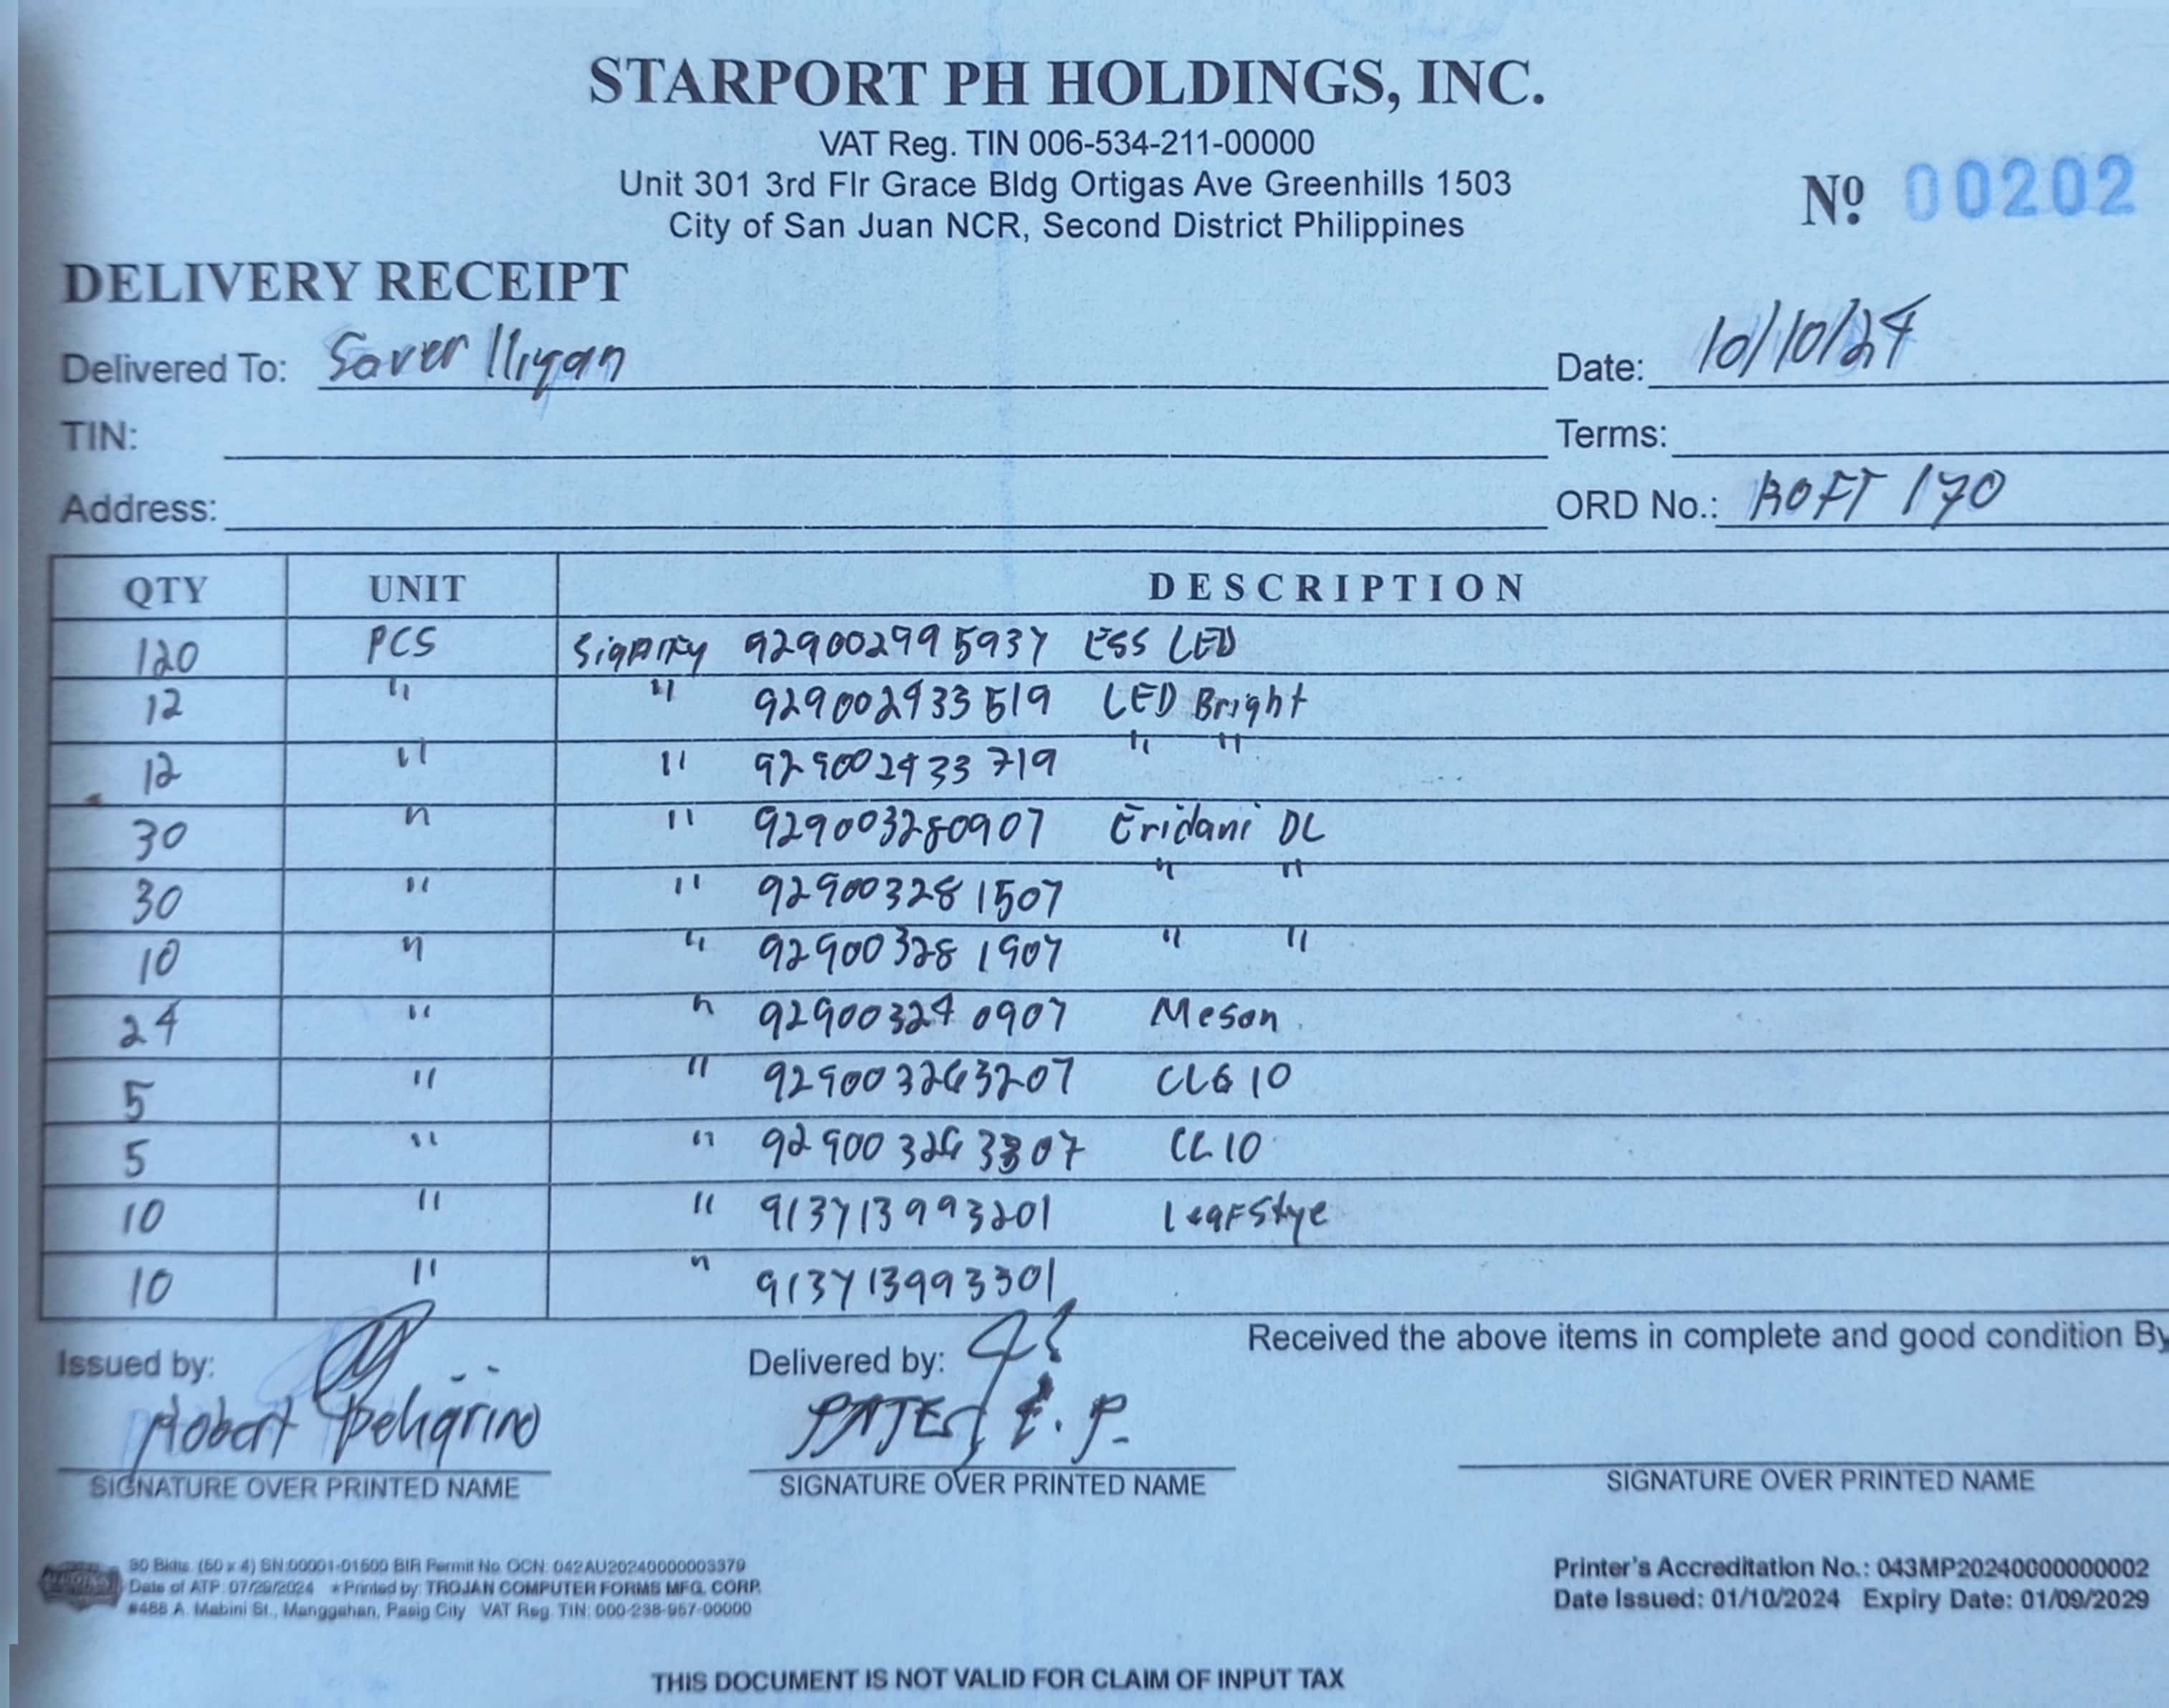 STARPORT PH HOLDINGS, INC.
VAT Reg. TIN 006-534-211-00000
Unit 301 3rd Flr Grace Bldg Ortigas Ave Greenhills 1503
City of San Juan NCR, Second District Philippines
Nº 00202
DELIVERY RECEIPT
Delivered To: Saver Iligan Date: 10/10/24
TIN: Terms:
Address: ORD No.: ROFT 170
QTY UNIT DESCRIPTION
120 PCS Signify 929002995937 ESS LED
12 " " 929002433519 LED Bright
12 " " 929002433719 " "
30 " " 929003280907 Eridani DL
30 " " 929003281507 " "
10 " " 929003281907 " "
24 " " 929003240907 Meson
5 " " 929003263207 CL610
5 " " 929003263307 CL10
10 " " 913713993201 Leafstye
10 " " 913713993301
Issued by: Delivered by: Received the above items in complete and good condition By
Robert Peligrino
SIGNATURE OVER PRINTED NAME SIGNATURE OVER PRINTED NAME SIGNATURE OVER PRINTED NAME
30 Bklts. (50 x 4) SN:00001-01500 BIR Permit No. OCN: 042AU20240000003379
Date of ATP: 07/29/2024 *Printed by: TROJAN COMPUTER FORMS MFG. CORP.
#488 A. Mabini St., Manggahan, Pasig City VAT Reg. TIN: 000-238-957-00000
Printer's Accreditation No.: 043MP20240000000002
Date Issued: 01/10/2024 Expiry Date: 01/09/2029
THIS DOCUMENT IS NOT VALID FOR CLAIM OF INPUT TAX